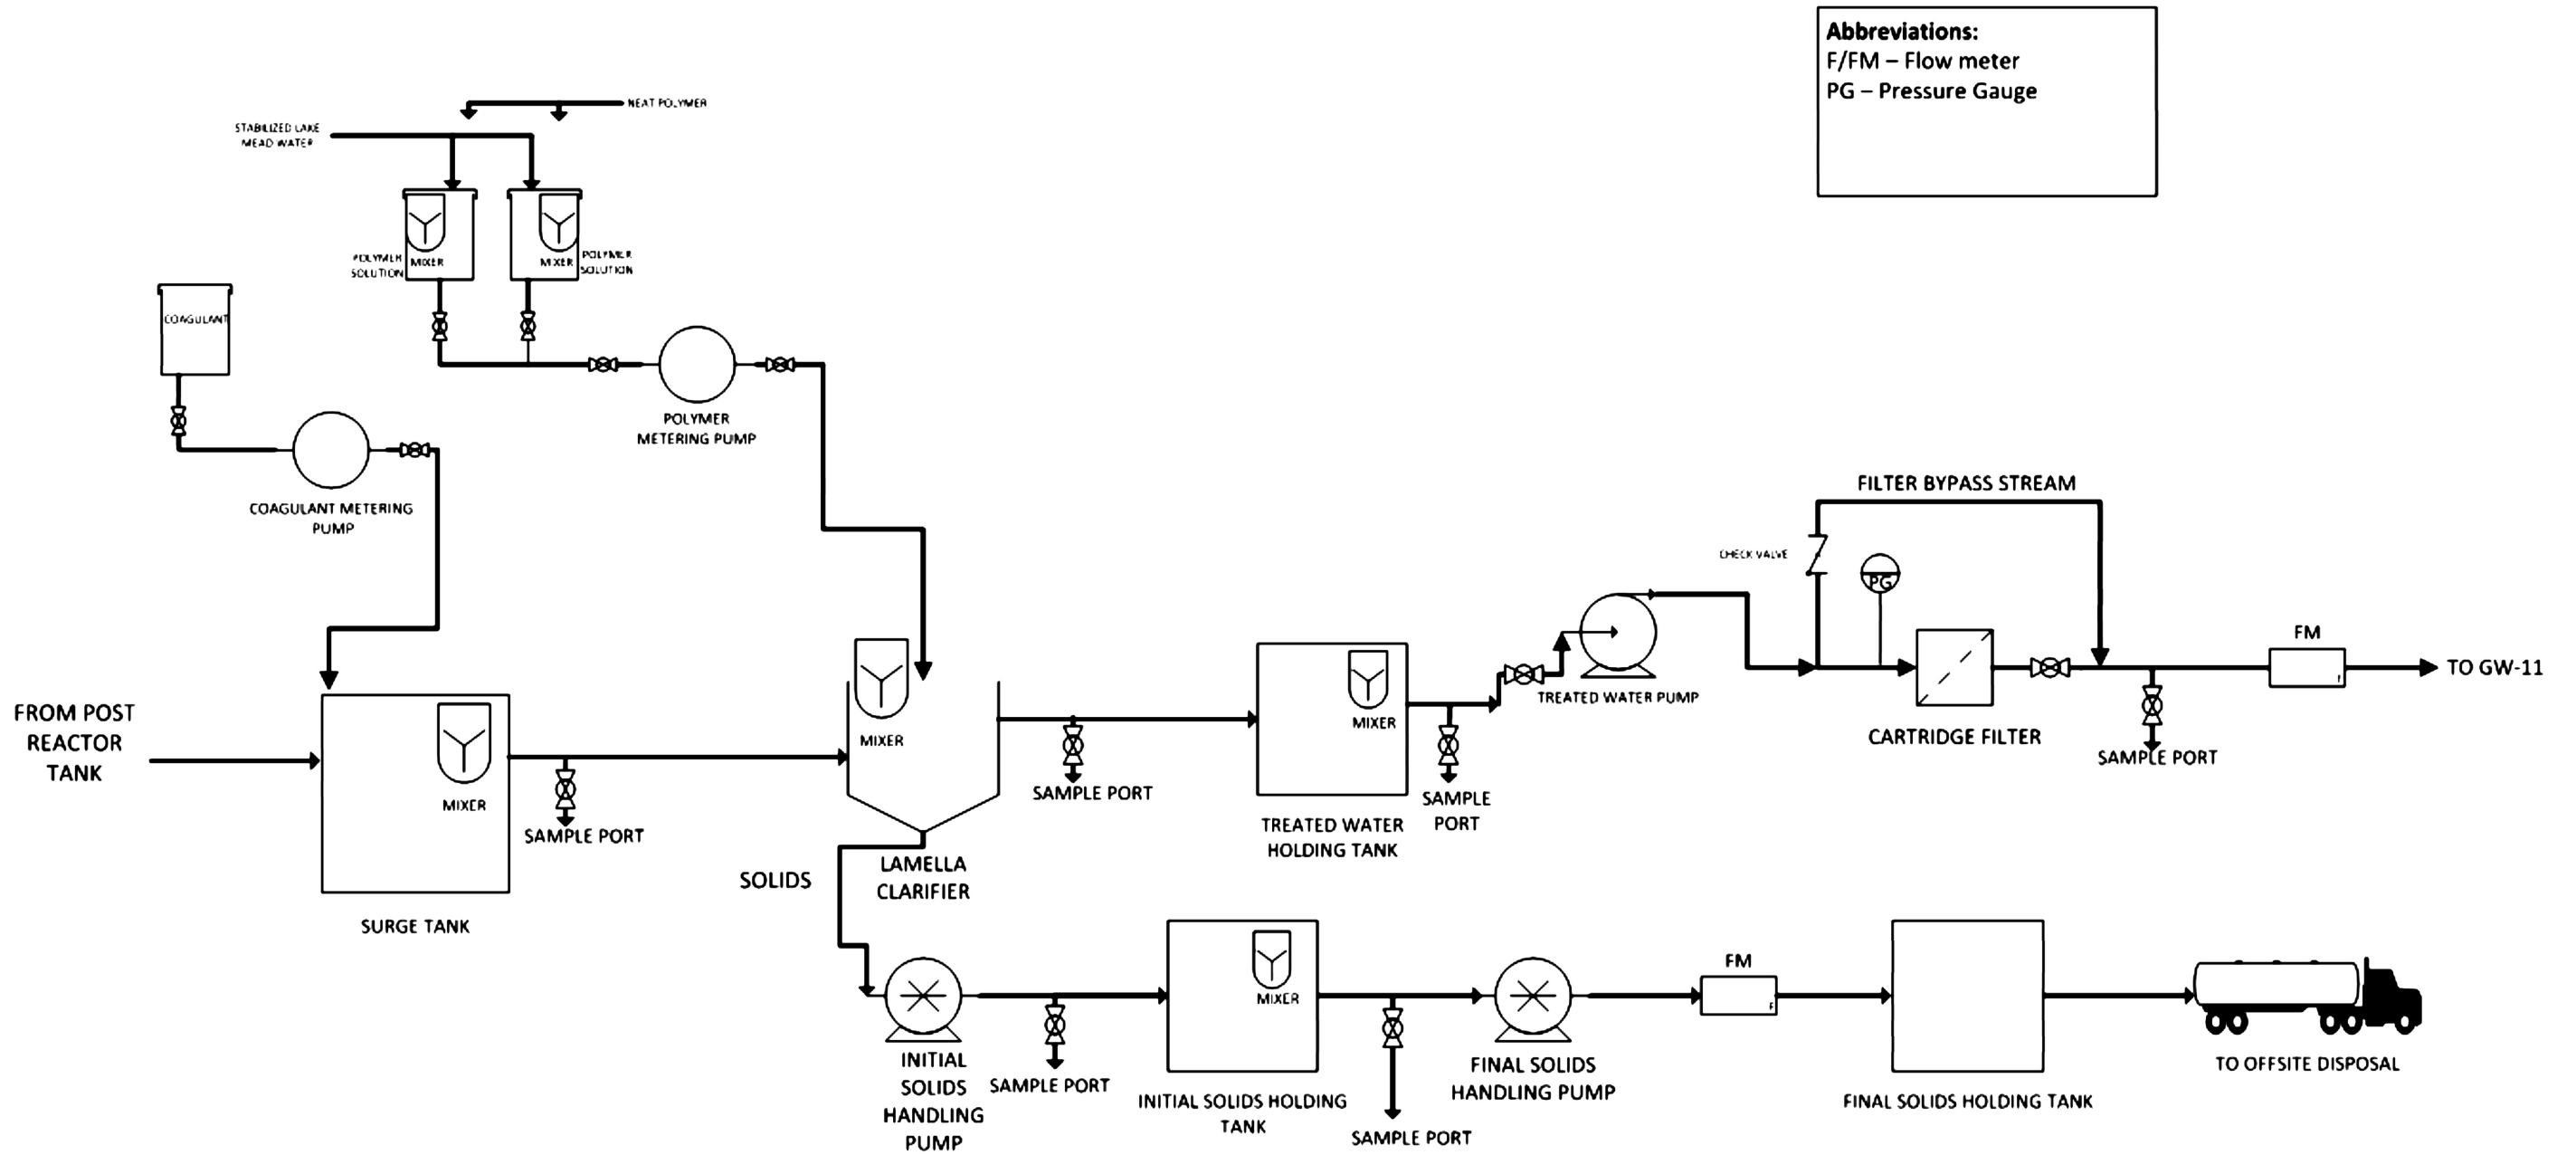 Abbreviations:
F/FM – Flow meter
PG – Pressure Gauge
NEAT POLYMER
STABILIZED LAKE
MEAD WATER
POLYMER
SOLUTION
MIXER
MIXER
POLYMER
SOLUTION
COAGULANT
POLYMER
METERING PUMP
COAGULANT METERING
PUMP
FILTER BYPASS STREAM
CHECK VALVE
PG
FM
F
TO GW-11
TREATED WATER PUMP
CARTRIDGE FILTER
SAMPLE PORT
FROM POST
REACTOR
TANK
MIXER
SURGE TANK
SAMPLE PORT
MIXER
LAMELLA
CLARIFIER
SOLIDS
SAMPLE PORT
MIXER
TREATED WATER
HOLDING TANK
SAMPLE
PORT
INITIAL
SOLIDS
HANDLING
PUMP
SAMPLE PORT
MIXER
INITIAL SOLIDS HOLDING
TANK
SAMPLE PORT
FINAL SOLIDS
HANDLING PUMP
FM
F
FINAL SOLIDS HOLDING TANK
TO OFFSITE DISPOSAL